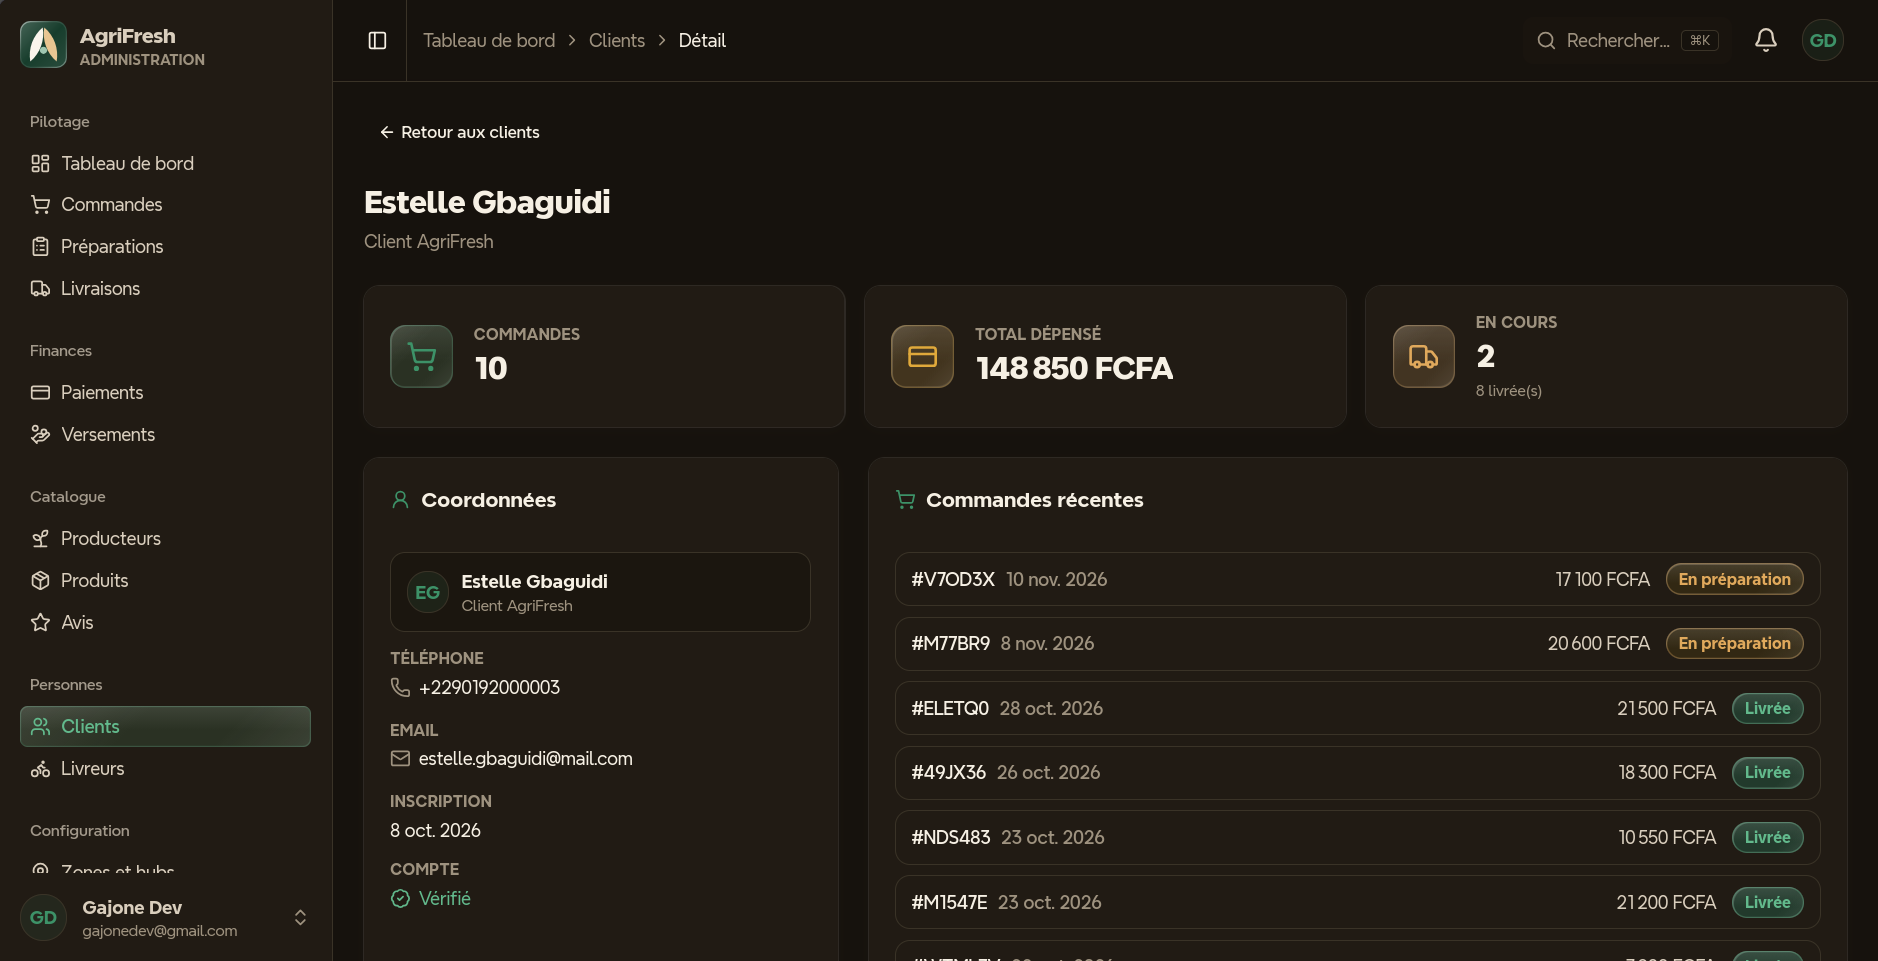 AgriFresh
ADMINISTRATION
Pilotage
Tableau de bord
Commandes
Préparations
Livraisons
Finances
Paiements
Versements
Catalogue
Producteurs
Produits
Avis
Personnes
Clients
Livreurs
Configuration
Zones et hubs
GD
Gajone Dev
gajonedev@gmail.com
Tableau de bord > Clients > Détail
Rechercher... ⌘K
GD
← Retour aux clients
Estelle Gbaguidi
Client AgriFresh
COMMANDES
10
TOTAL DÉPENSÉ
148 850 FCFA
EN COURS
2
8 livrée(s)
Coordonnées
EG
Estelle Gbaguidi
Client AgriFresh
TÉLÉPHONE
+2290192000003
EMAIL
estelle.gbaguidi@mail.com
INSCRIPTION
8 oct. 2026
COMPTE
Vérifié
Commandes récentes
#V7OD3X 10 nov. 2026 17 100 FCFA En préparation
#M77BR9 8 nov. 2026 20 600 FCFA En préparation
#ELETQ0 28 oct. 2026 21 500 FCFA Livrée
#49JX36 26 oct. 2026 18 300 FCFA Livrée
#NDS483 23 oct. 2026 10 550 FCFA Livrée
#M1547E 23 oct. 2026 21 200 FCFA Livrée